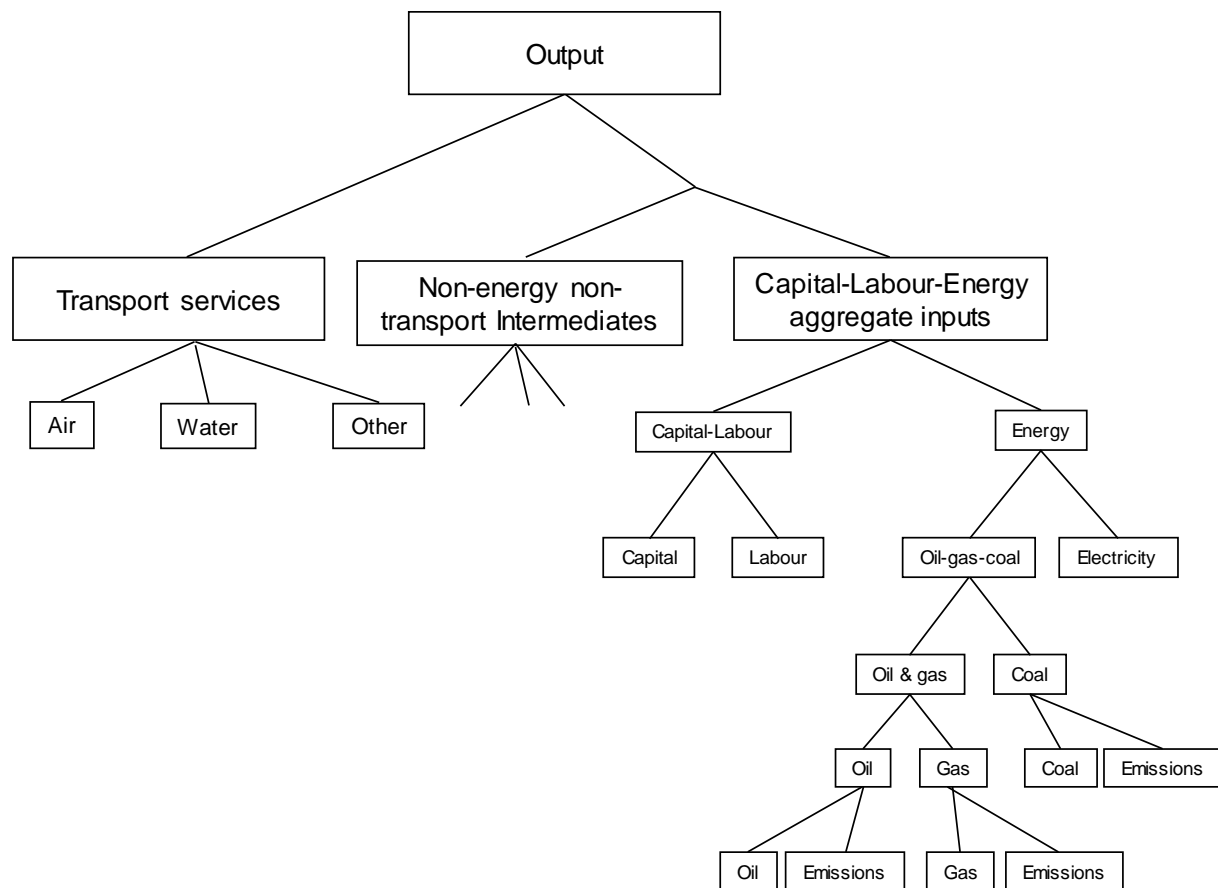 Output
Transport services
Non-energy non-
transport Intermediates
Capital-Labour-Energy
aggregate inputs
Air
Water
Other
Capital-Labour
Energy
Capital
Labour
Oil-gas-coal
Electricity
Oil & gas
Coal
Oil
Gas
Coal
Emissions
Oil
Emissions
Gas
Emissions